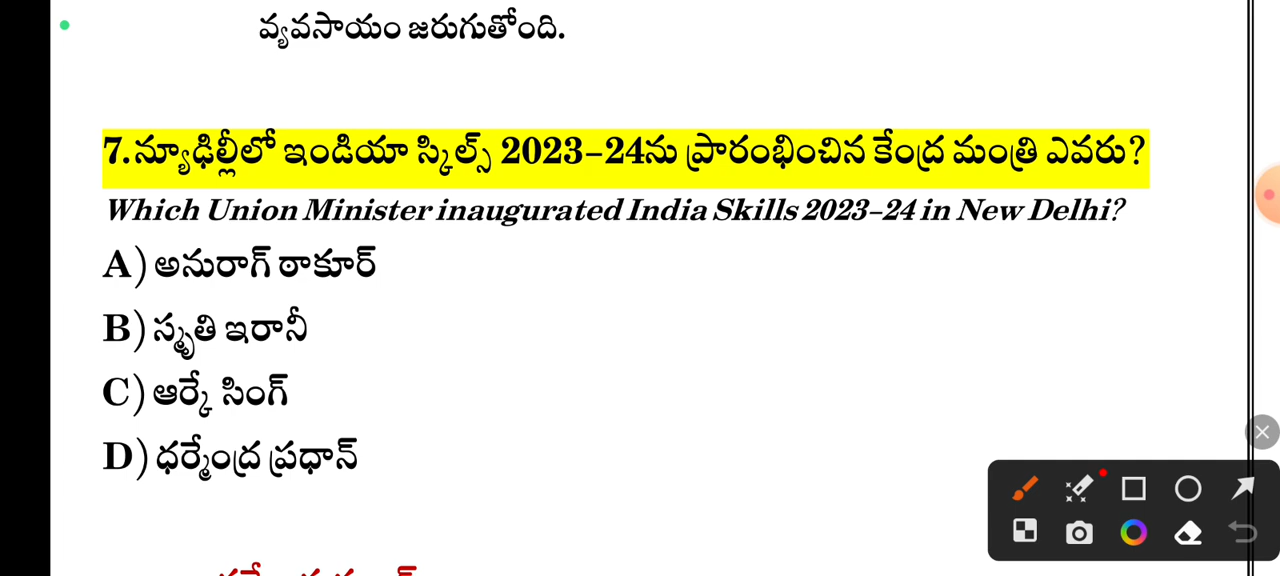 వ్యవసాయం జరుగుతోంది.
7.న్యూఢిల్లీలో ఇండియా స్కిల్స్ 2023-24ను ప్రారంభించిన కేంద్ర మంత్రి ఎవరు?
Which Union Minister inaugurated India Skills 2023-24 in New Delhi?
A) అనురాగ్ ఠాకూర్
B) స్మృతి ఇరానీ
C) ఆర్కే సింగ్
D) ధర్మేంద్ర ప్రధాన్